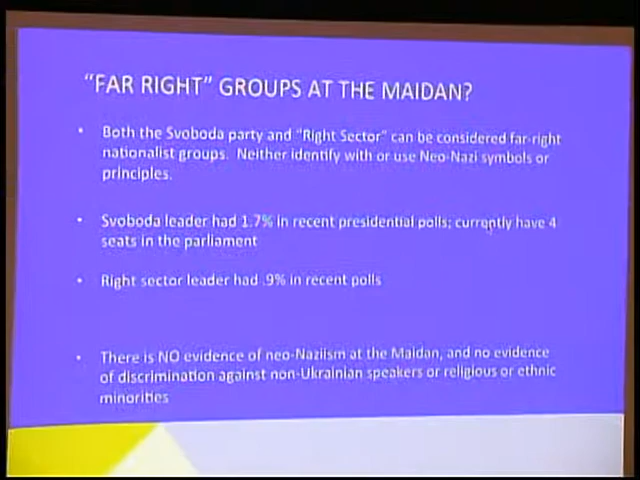 "FAR RIGHT" GROUPS AT THE MAIDAN?
• Both the Svoboda party and "Right Sector" can be considered far-right
nationalist groups. Neither identify with or use Neo-Nazi symbols or
principles.
• Svoboda leader had 1.7% in recent presidential polls; currently have 4
seats in the parliament
• Right sector leader had .9% in recent polls
• There is NO evidence of neo-Naziism at the Maidan, and no evidence
of discrimination against non-Ukrainian speakers or religious or ethnic
minorities